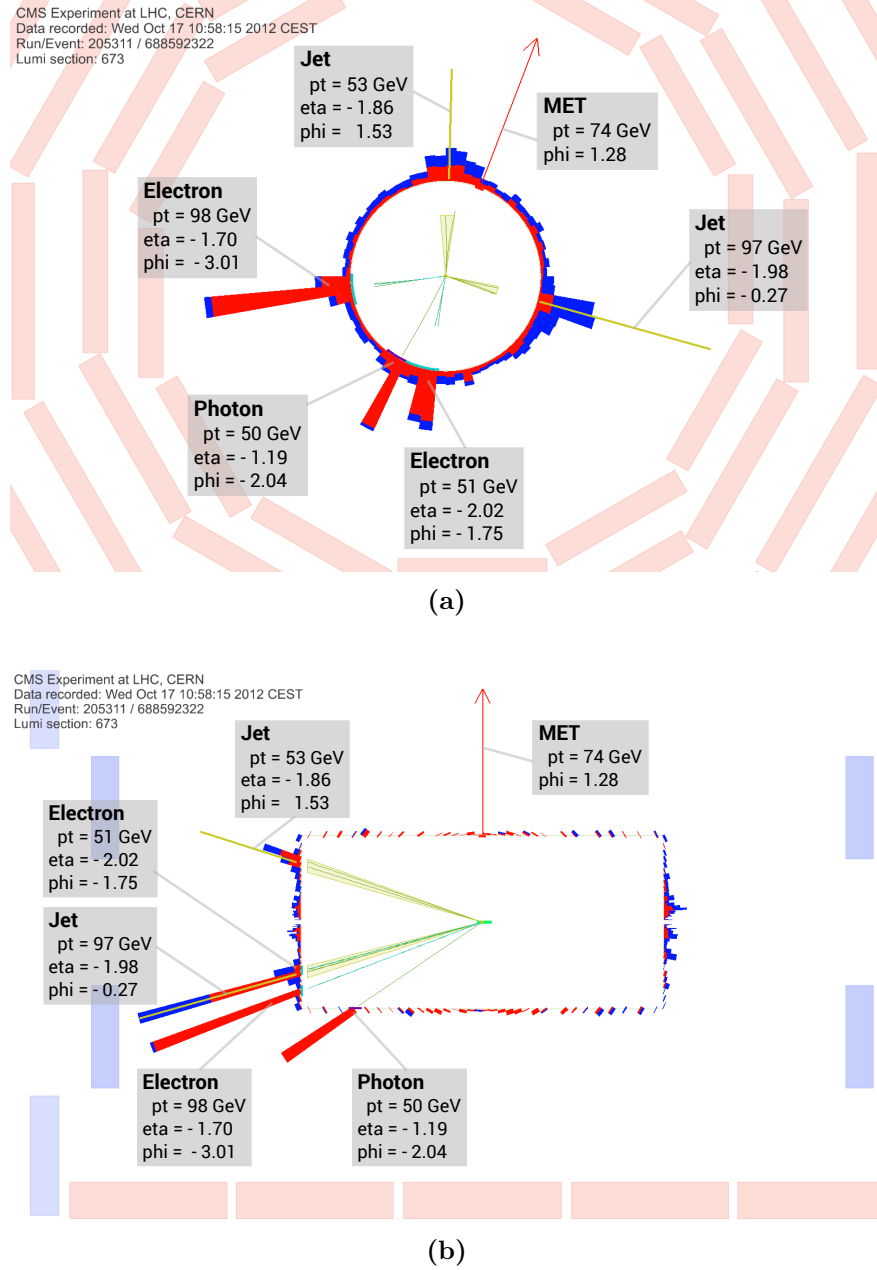 CMS Experiment at LHC, CERN
Data recorded: Wed Oct 17 10:58:15 2012 CEST
Run/Event: 205311 / 688592322
Lumi section: 673
Jet
pt = 53 GeV
eta = - 1.86
phi = 1.53
MET
pt = 74 GeV
phi = 1.28
Electron
pt = 98 GeV
eta = - 1.70
phi = - 3.01
Jet
pt = 97 GeV
eta = - 1.98
phi = - 0.27
Photon
pt = 50 GeV
eta = - 1.19
phi = - 2.04
Electron
pt = 51 GeV
eta = - 2.02
phi = - 1.75
(a)
CMS Experiment at LHC, CERN
Data recorded: Wed Oct 17 10:58:15 2012 CEST
Run/Event: 205311 / 688592322
Lumi section: 673
Jet
pt = 53 GeV
eta = - 1.86
phi = 1.53
MET
pt = 74 GeV
phi = 1.28
Electron
pt = 51 GeV
eta = - 2.02
phi = - 1.75
Jet
pt = 97 GeV
eta = - 1.98
phi = - 0.27
Electron
pt = 98 GeV
eta = - 1.70
phi = - 3.01
Photon
pt = 50 GeV
eta = - 1.19
phi = - 2.04
(b)